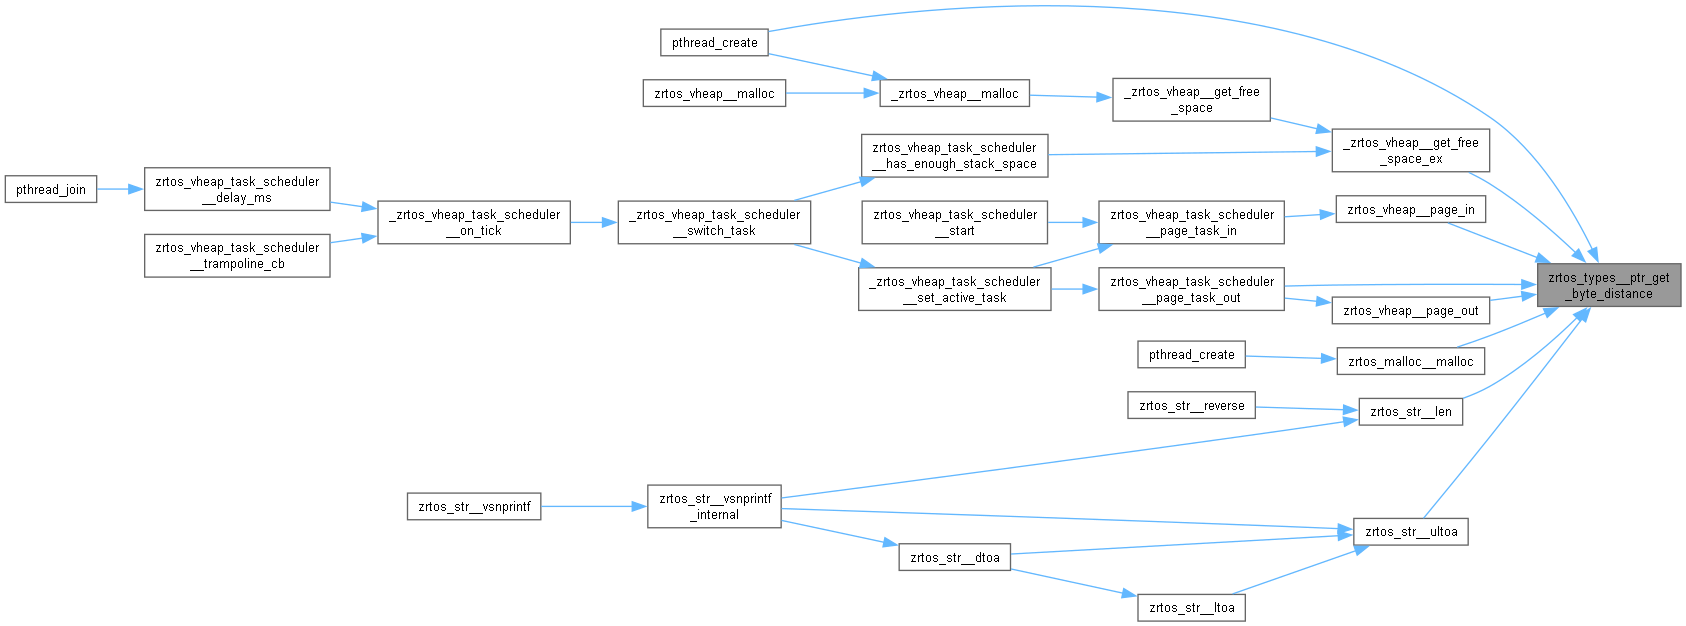 pthread_create
zrtos_vheap__malloc
_zrtos_vheap__malloc
_zrtos_vheap__get_free
_space
zrtos_vheap_task_scheduler
__has_enough_stack_space
_zrtos_vheap__get_free
_space_ex
pthread_join
zrtos_vheap_task_scheduler
__delay_ms
_zrtos_vheap_task_scheduler
__on_tick
_zrtos_vheap_task_scheduler
__switch_task
zrtos_vheap_task_scheduler
__start
zrtos_vheap_task_scheduler
__page_task_in
zrtos_vheap__page_in
zrtos_vheap_task_scheduler
__trampoline_cb
_zrtos_vheap_task_scheduler
__set_active_task
zrtos_vheap_task_scheduler
__page_task_out
zrtos_vheap__page_out
zrtos_types__ptr_get
_byte_distance
pthread_create
zrtos_malloc__malloc
zrtos_str__reverse
zrtos_str__len
zrtos_str__vsnprintf
zrtos_str__vsnprintf
_internal
zrtos_str__dtoa
zrtos_str__ultoa
zrtos_str__ltoa